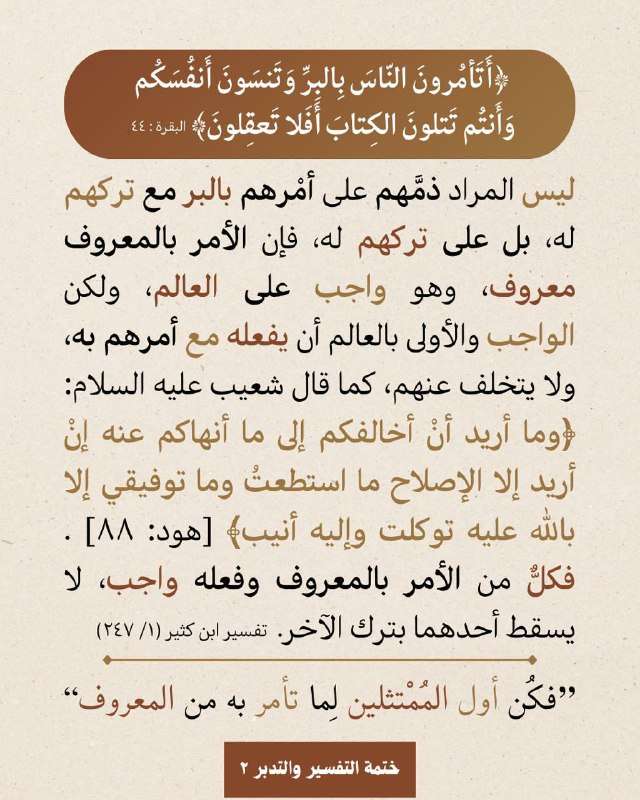 ﴿أَتَأمُرونَ النّاسَ بِالبِرِّ وَتَنسَونَ أَنفُسَكُم
وَأَنتُم تَتلونَ الكِتابَ أَفَلا تَعقِلونَ﴾ البقرة : ٤٤
ليس المراد ذمَّهم على أمْرهم بالبر مع تركهم
له، بل على تركهم له، فإن الأمر بالمعروف
معروف، وهو واجب على العالم، ولكن
الواجب والأولى بالعالم أن يفعله مع أمرهم به،
ولا يتخلف عنهم، كما قال شعيب عليه السلام:
﴿وما أريد أنْ أخالفكم إلى ما أنهاكم عنه إنْ
أريد إلا الإصلاح ما استطعتُ وما توفيقي إلا
بالله عليه توكلت وإليه أنيب﴾ [هود: ٨٨] .
فكلٌّ من الأمر بالمعروف وفعله واجب، لا
يسقط أحدهما بترك الآخر. تفسير ابن كثير (١/ ٢٤٧)
”فكُن أول المُمْتثلين لِما تأمر به من المعروف“
ختمة التفسير والتدبر ٢